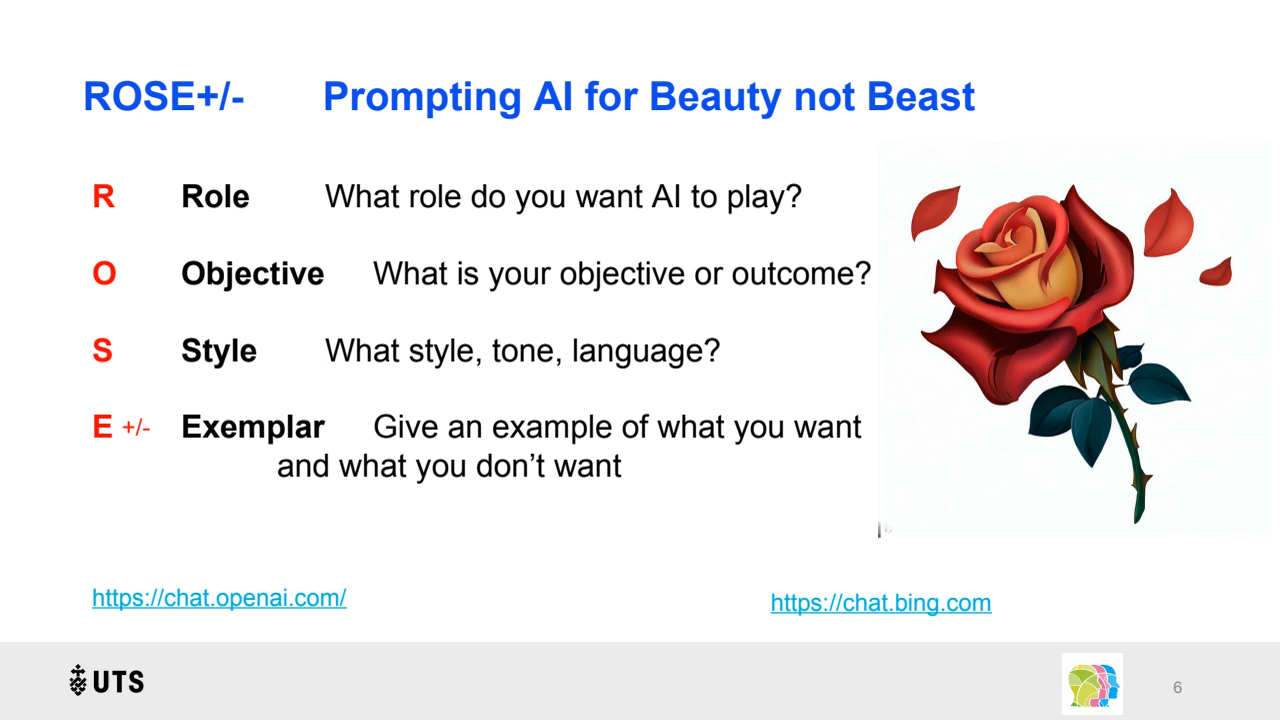 ROSE+/- Prompting AI for Beauty not Beast
R Role What role do you want AI to play?
O Objective What is your objective or outcome?
S Style What style, tone, language?
E +/- Exemplar Give an example of what you want
and what you don’t want
https://chat.openai.com/
https://chat.bing.com
UTS
6